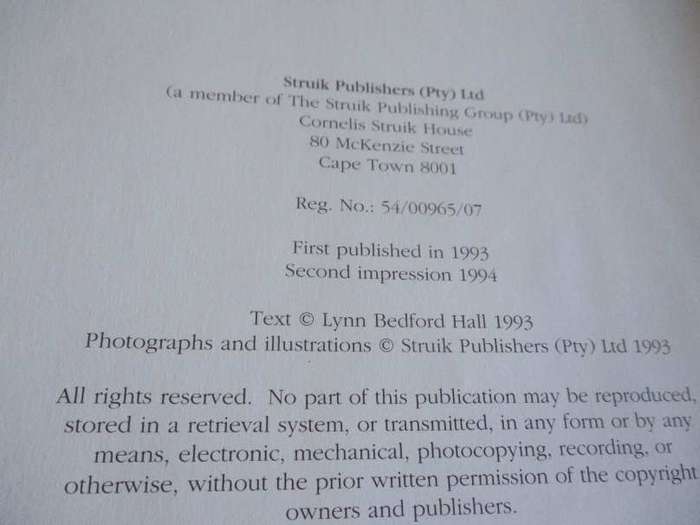 Struik Publishers (Pty) Ltd
(a member of The Struik Publishing Group (Pty) Ltd)
Cornelis Struik House
80 McKenzie Street
Cape Town 8001
Reg. No.: 54/00965/07
First published in 1993
Second impression 1994
Text © Lynn Bedford Hall 1993
Photographs and illustrations © Struik Publishers (Pty) Ltd 1993
All rights reserved. No part of this publication may be reproduced,
stored in a retrieval system, or transmitted, in any form or by any
means, electronic, mechanical, photocopying, recording, or
otherwise, without the prior written permission of the copyright
owners and publishers.